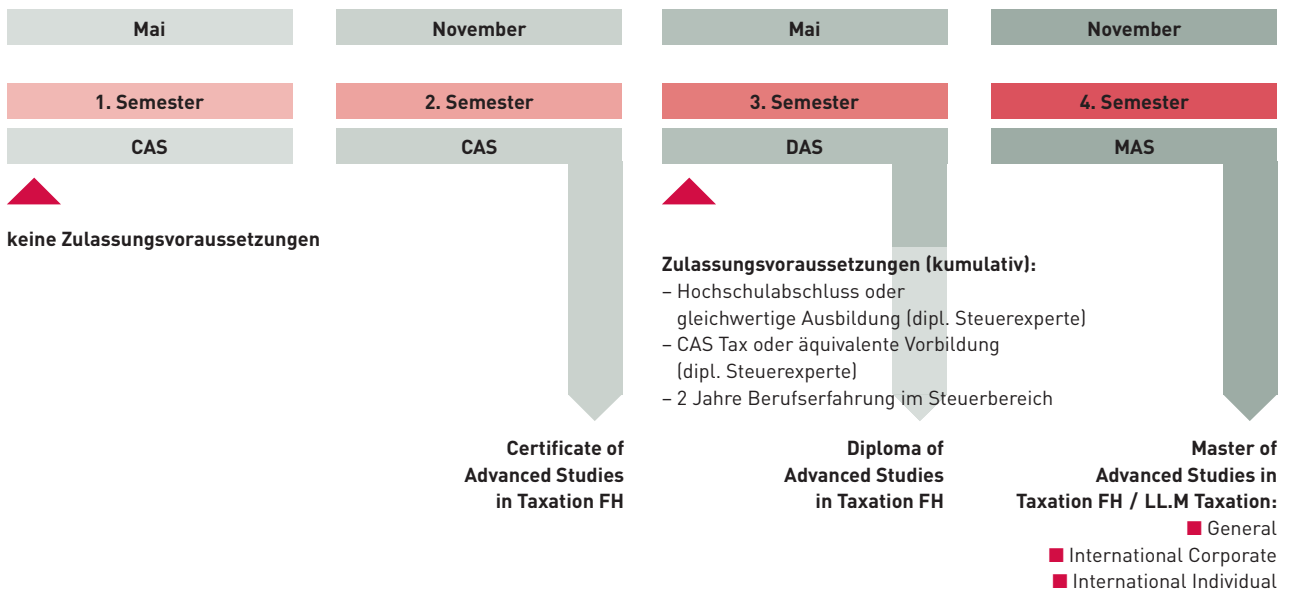 Mai
November
Mai
November
1. Semester
2. Semester
3. Semester
4. Semester
CAS
CAS
DAS
MAS
keine Zulassungsvoraussetzungen
Zulassungsvoraussetzungen (kumulativ):
– Hochschulabschluss oder
gleichwertige Ausbildung (dipl. Steuerexperte)
– CAS Tax oder äquivalente Vorbildung
(dipl. Steuerexperte)
– 2 Jahre Berufserfahrung im Steuerbereich
Certificate of
Advanced Studies
in Taxation FH
Diploma of
Advanced Studies
in Taxation FH
Master of
Advanced Studies in
Taxation FH / LL.M Taxation:
■ General
■ International Corporate
■ International Individual